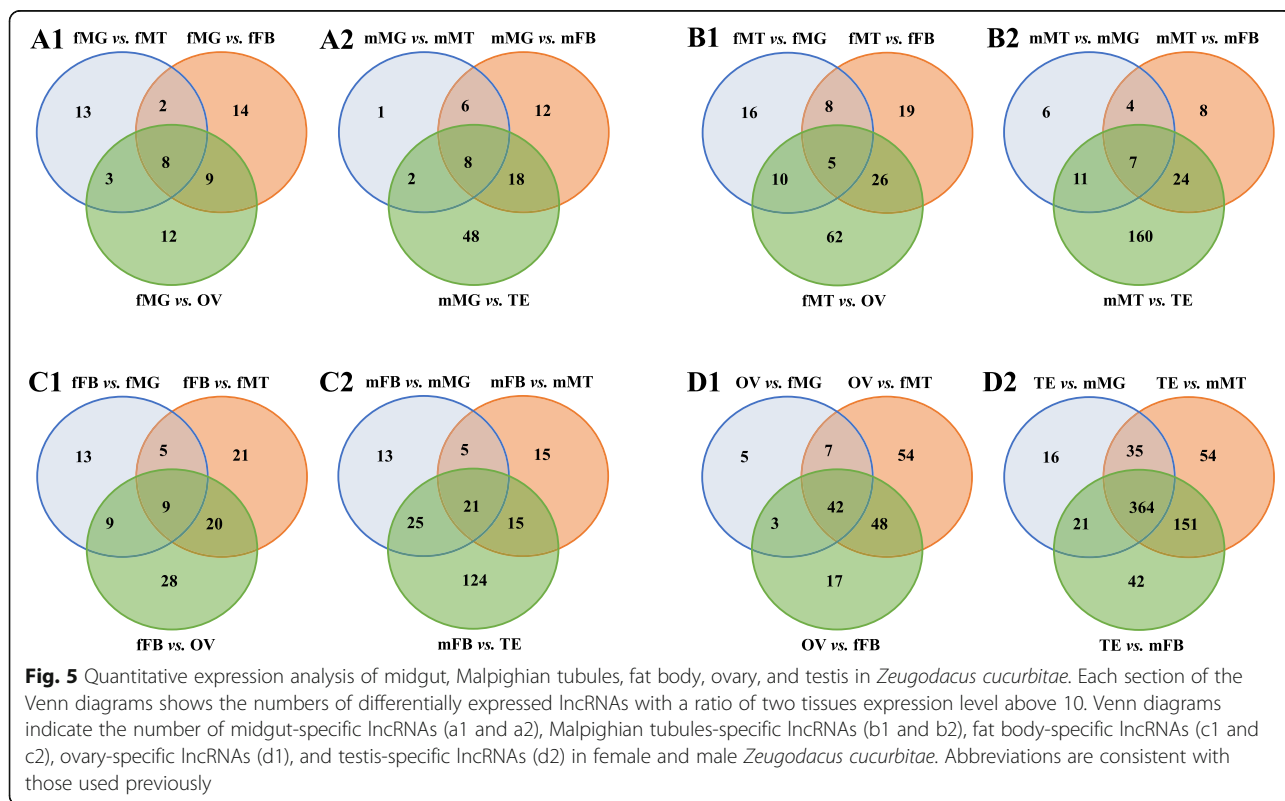 A1 fMG vs. fMT fMG vs. fFB A2 mMG vs. mMT mMG vs. mFB B1 fMT vs. fMG fMT vs. fFB B2 mMT vs. mMG mMT vs. mFB
13 2 14 1 6 12 16 8 19 6 4 8
3 8 9 2 8 18 10 5 26 11 7 24
12 48 62 160
fMG vs. OV mMG vs. TE fMT vs. OV mMT vs. TE
C1 fFB vs. fMG fFB vs. fMT C2 mFB vs. mMG mFB vs. mMT D1 OV vs. fMG OV vs. fMT D2 TE vs. mMG TE vs. mMT
13 5 21 13 5 15 5 7 54 16 35 54
9 9 20 25 21 15 3 42 48 21 364 151
28 124 17 42
fFB vs. OV mFB vs. TE OV vs. fFB TE vs. mFB
Fig. 5 Quantitative expression analysis of midgut, Malpighian tubules, fat body, ovary, and testis in Zeugodacus cucurbitae. Each section of the
Venn diagrams shows the numbers of differentially expressed lncRNAs with a ratio of two tissues expression level above 10. Venn diagrams
indicate the number of midgut-specific lncRNAs (a1 and a2), Malpighian tubules-specific lncRNAs (b1 and b2), fat body-specific lncRNAs (c1 and
c2), ovary-specific lncRNAs (d1), and testis-specific lncRNAs (d2) in female and male Zeugodacus cucurbitae. Abbreviations are consistent with
those used previously